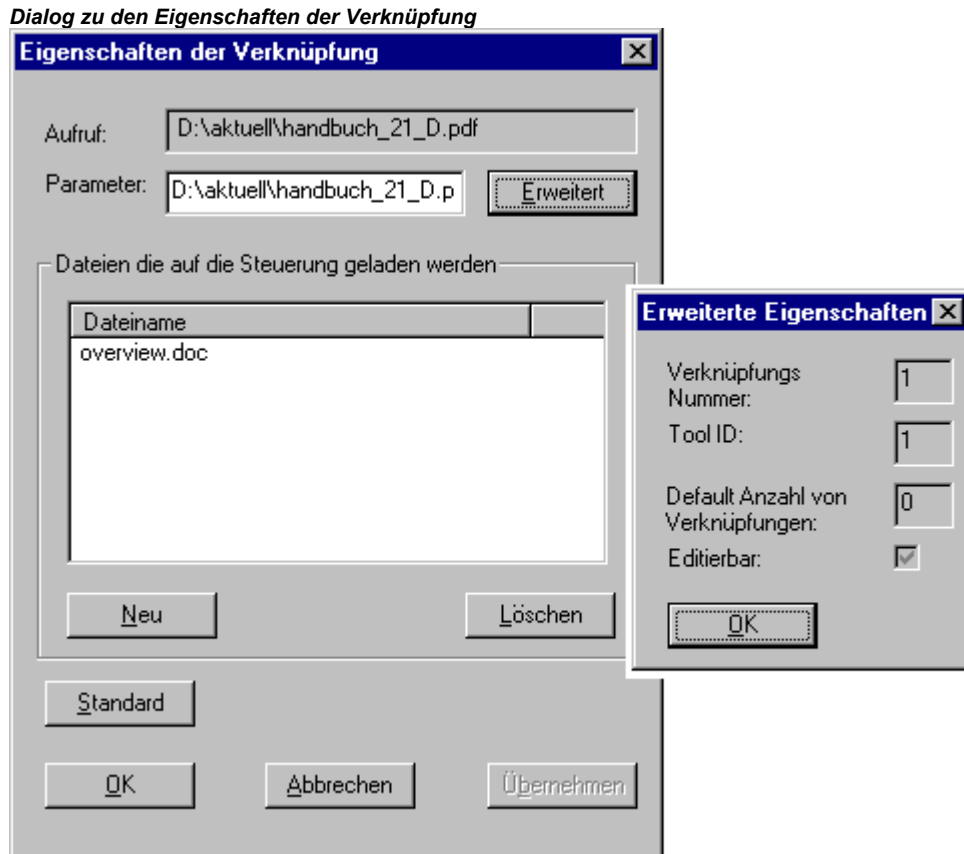 Dialog zu den Eigenschaften der Verknüpfung
Eigenschaften der Verknüpfung
Aufruf:
D:\aktuell\handbuch_21_D.pdf
Parameter:
D:\aktuell\handbuch_21_D.p
Erweitert
Dateien die auf die Steuerung geladen werden
Dateiname
overview.doc
Neu
Löschen
Standard
OK
Abbrechen
Übernehmen
Erweiterte Eigenschaften
Verknüpfungs
Nummer:
1
Tool ID:
1
Default Anzahl von
Verknüpfungen:
0
Editierbar:
OK